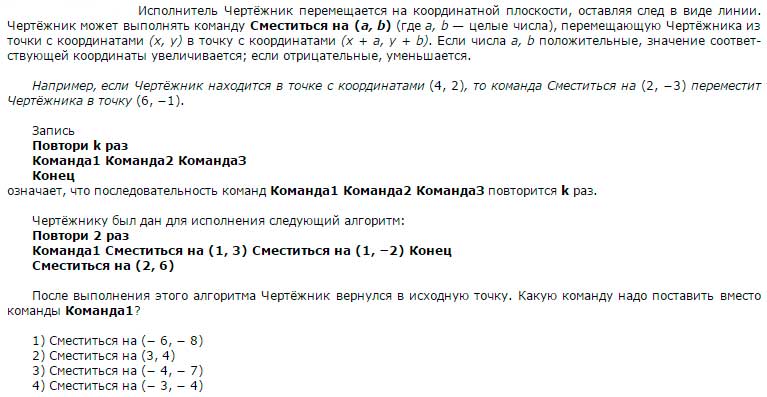 Исполнитель Чертёжник перемещается на координатной плоскости, оставляя след в виде линии.
Чертёжник может выполнять команду Сместиться на (a, b) (где a, b — целые числа), перемещающую Чертёжника из
точки с координатами (x, y) в точку с координатами (x + a, y + b). Если числа a, b положительные, значение соответ-
ствующей координаты увеличивается; если отрицательные, уменьшается.
Например, если Чертёжник находится в точке с координатами (4, 2), то команда Сместиться на (2, −3) переместит
Чертёжника в точку (6, −1).
Запись
Повтори k раз
Команда1 Команда2 Команда3
Конец
означает, что последовательность команд Команда1 Команда2 Команда3 повторится k раз.
Чертёжнику был дан для исполнения следующий алгоритм:
Повтори 2 раз
Команда1 Сместиться на (1, 3) Сместиться на (1, −2) Конец
Сместиться на (2, 6)
После выполнения этого алгоритма Чертёжник вернулся в исходную точку. Какую команду надо поставить вместо
команды Команда1?
1) Сместиться на (− 6, − 8)
2) Сместиться на (3, 4)
3) Сместиться на (− 4, − 7)
4) Сместиться на (− 3, − 4)